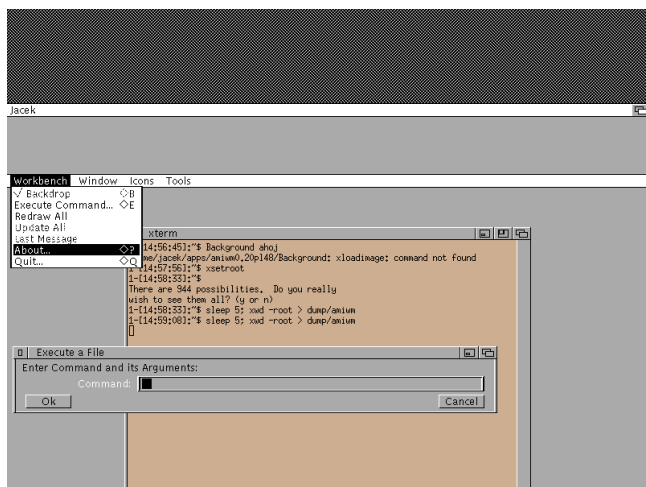 Jacek
Workbench Window Icons Tools
√ Backdrop ◇B
Execute Command... ◇E
Redraw All
Update All
Last Message
About... ◇?
Quit... ◇Q
xterm
[14:56:45]:~$ Background ahoj
me/jacek/apps/amiwm0.20pl48/Background: xloadimage: command not found
1-[14:57:56]:~$ xsetroot
1-[14:58:33]:~$
There are 944 possibilities. Do you really
wish to see them all? (y or n)
1-[14:58:33]:~$ sleep 5; xwd -root > dump/amiwm
1-[14:59:08]:~$ sleep 5; xwd -root > dump/amiwm
Execute a File
Enter Command and its Arguments:
Command:
Ok Cancel